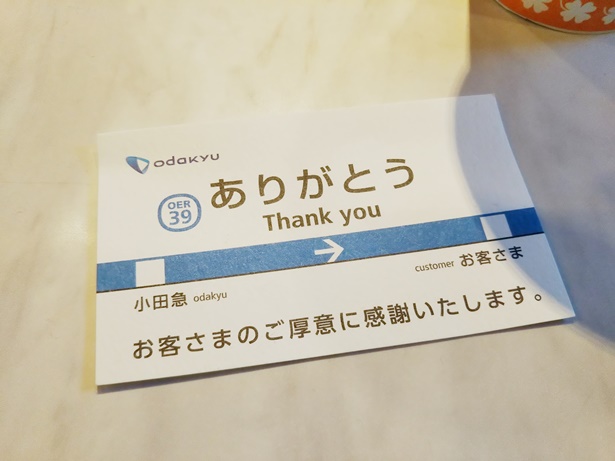 odakyu
OER
39
ありがとう
Thank you
小田急 odakyu
customer お客さま
お客さまのご厚意に感謝いたします。